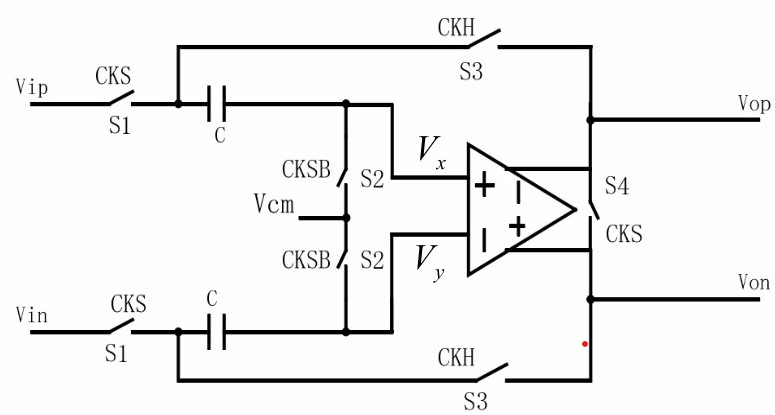 CKH
S3
Vip
CKS
S1
C
Vop
Vx
CKSB
S2
+
−
S4
Vcm
CKS
−
+
CKSB
S2
Vy
Von
Vin
CKS
S1
C
CKH
S3